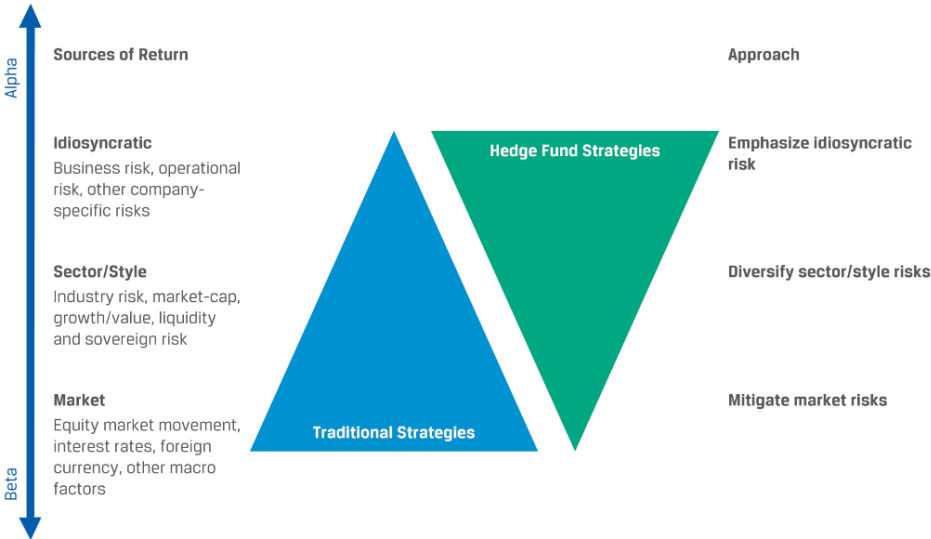 Alpha
Sources of Return
Approach
Idiosyncratic
Business risk, operational
risk, other company-
specific risks
Hedge Fund Strategies
Emphasize idiosyncratic
risk
Sector/Style
Industry risk, market-cap,
growth/value, liquidity
and sovereign risk
Diversify sector/style risks
Market
Equity market movement,
interest rates, foreign
currency, other macro
factors
Traditional Strategies
Mitigate market risks
Beta